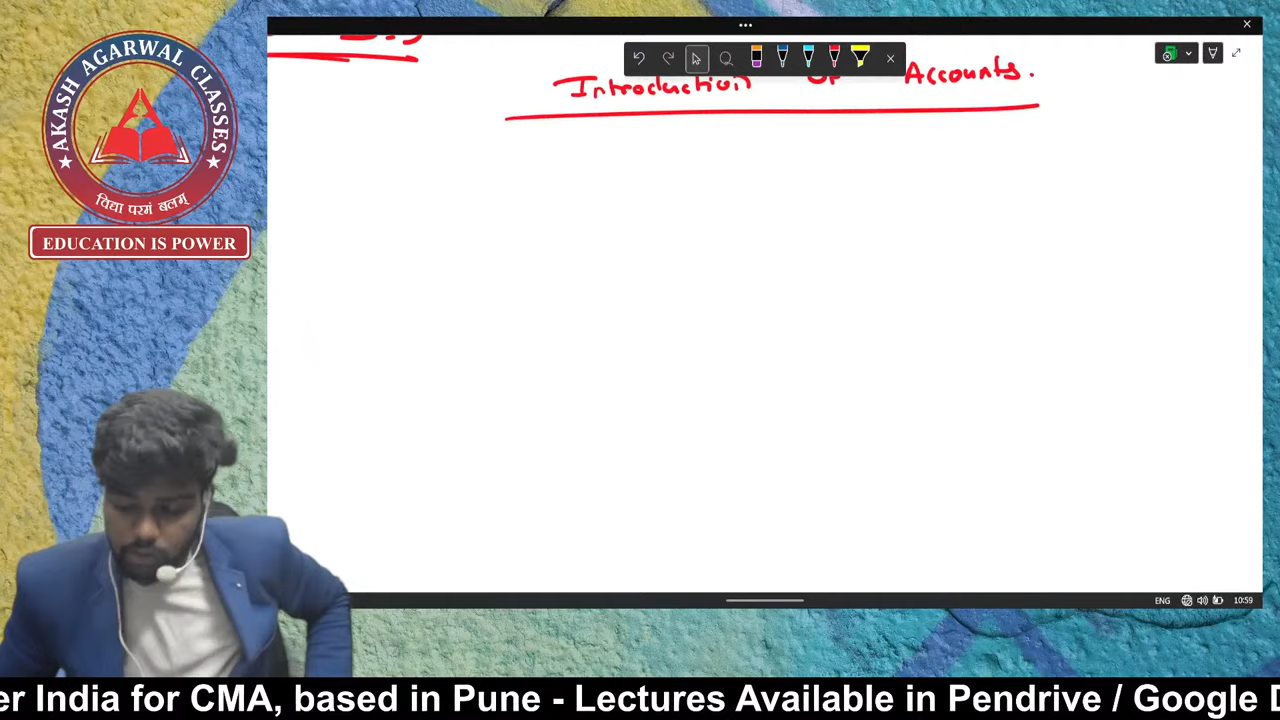 AKASH AGARWAL CLASSES
विद्या परमं बलम्
EDUCATION IS POWER
Introduction of Accounts.
ENG
10:59
er India for CMA, based in Pune - Lectures Available in Pendrive / Google D